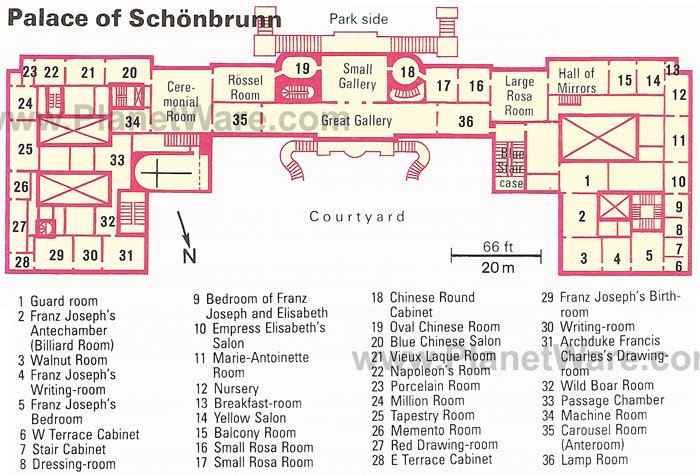 Palace of Schönbrunn
Park side
23 22 21 20
19
Small
Gallery
18
13
Cere-
monial
Room
Rössel
Room
17 16
Large
Rosa
Room
Hall of
Mirrors
15 14
12
24
34
35
Great Gallery
36
11
www.PlanetWare.com
25
33
Blue
Stair
case
26
1
10
27
32
2
9
8
28
29 30 31
3 4 5
7
6
Courtyard
N
66 ft
20 m
1 Guard room
2 Franz Joseph's
Antechamber
(Billiard Room)
3 Walnut Room
4 Franz Joseph's
Writing-room
5 Franz Joseph's
Bedroom
6 W Terrace Cabinet
7 Stair Cabinet
8 Dressing-room
9 Bedroom of Franz
Joseph and Elisabeth
10 Empress Elisabeth's
Salon
11 Marie-Antoinette
Room
12 Nursery
13 Breakfast-room
14 Yellow Salon
15 Balcony Room
16 Small Rosa Room
17 Small Rosa Room
18 Chinese Round
Cabinet
19 Oval Chinese Room
20 Blue Chinese Salon
21 Vieux Laque Room
22 Napoleon's Room
23 Porcelain Room
24 Million Room
25 Tapestry Room
26 Memento Room
27 Red Drawing-room
28 E Terrace Cabinet
29 Franz Joseph's Birth-
room
30 Writing-room
31 Archduke Francis
Charles's Drawing-
room
32 Wild Boar Room
33 Passage Chamber
34 Machine Room
35 Carousel Room
(Anteroom)
36 Lamp Room
www.PlanetWare.com